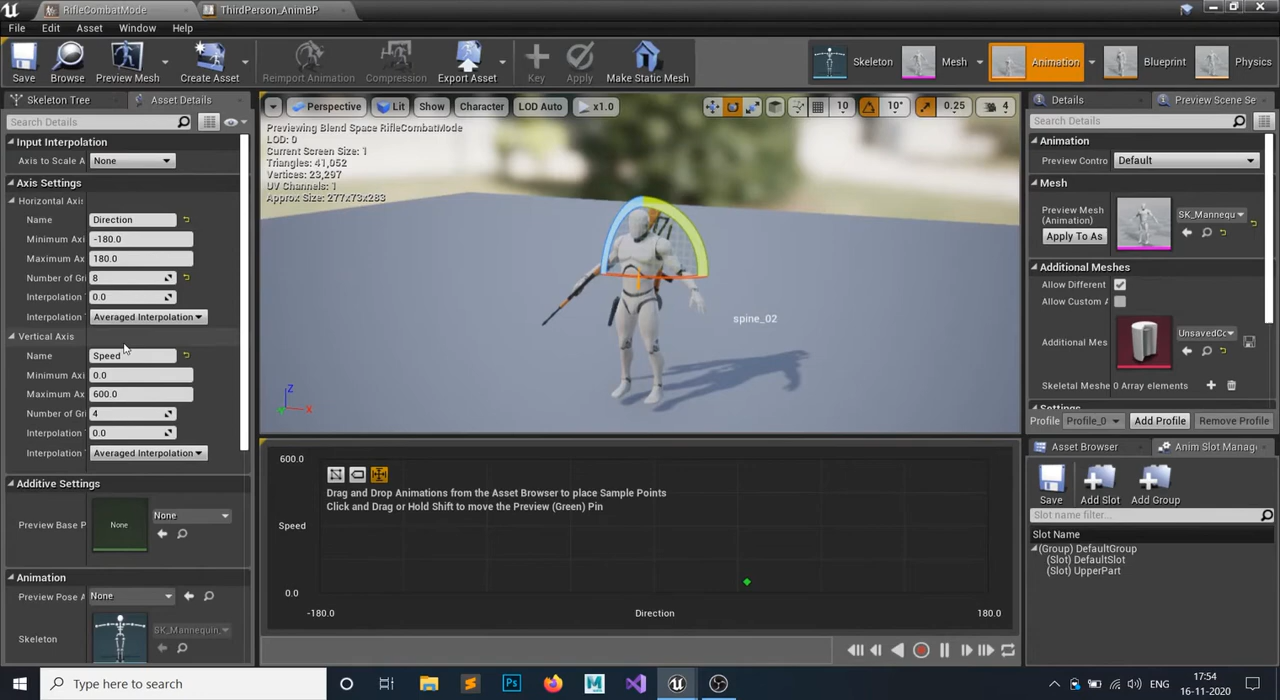 RifleCombatMode
ThirdPerson_AnimBP
File Edit Asset Window Help
Save Browse Preview Mesh Create Asset Reimport Animation Compression Export Asset Key Apply Make Static Mesh
Skeleton Mesh Animation Blueprint Physics
Skeleton Tree Asset Details
Search Details
Input Interpolation
Axis to Scale A None
Axis Settings
Horizontal Axis
Name Direction
Minimum Axi -180.0
Maximum Axi 180.0
Number of Gr 8
Interpolation 0.0
Interpolation Averaged Interpolation
Vertical Axis
Name Speed
Minimum Axi 0.0
Maximum Axi 600.0
Number of Gr 4
Interpolation 0.0
Interpolation Averaged Interpolation
Additive Settings
Preview Base P None None
Animation
Preview Pose A None
Skeleton SK_Mannequin_
Perspective Lit Show Character LOD Auto x1.0
10 10° 0.25 4
Previewing Blend Space RifleCombatMode
LOD: 0
Current Screen Size: 1
Triangles: 41,052
Vertices: 23,297
UV Channels: 1
Approx Size: 277x73x283
spine_02
Z
X
600.0
Drag and Drop Animations from the Asset Browser to place Sample Points
Click and Drag or Hold Shift to move the Preview (Green) Pin
Speed
0.0
-180.0 Direction 180.0
Details Preview Scene Se
Search Details
Animation
Preview Contro Default
Mesh
Preview Mesh
(Animation)
SK_Mannequ
Apply To As
Additional Meshes
Allow Different
Allow Custom A
Additional Mes UnsavedCo
Skeletal Meshe 0 Array elements
Settings
Profile Profile_0 Add Profile Remove Profile
Asset Browser Anim Slot Manag
Save Add Slot Add Group
Slot name filter...
Slot Name
(Group) DefaultGroup
(Slot) DefaultSlot
(Slot) UpperPart
Type here to search
Ps
M
ENG
17:54
16-11-2020